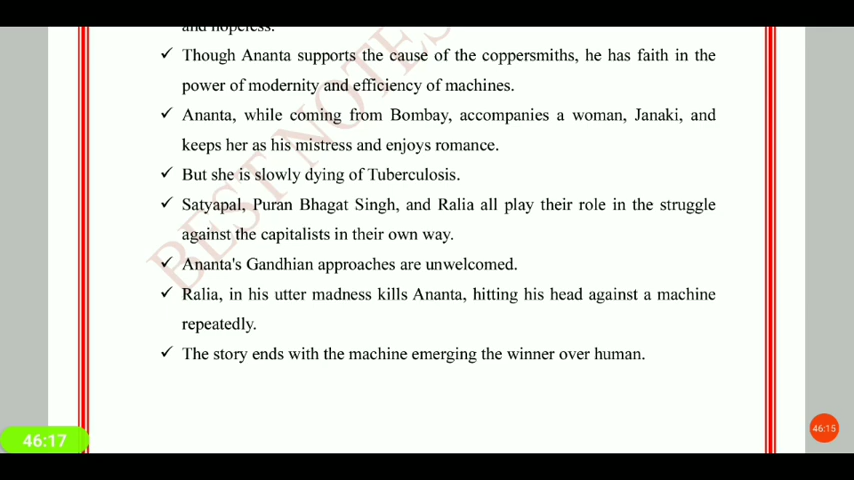 and hopeless.
✓ Though Ananta supports the cause of the coppersmiths, he has faith in the
power of modernity and efficiency of machines.
✓ Ananta, while coming from Bombay, accompanies a woman, Janaki, and
keeps her as his mistress and enjoys romance.
✓ But she is slowly dying of Tuberculosis.
✓ Satyapal, Puran Bhagat Singh, and Ralia all play their role in the struggle
against the capitalists in their own way.
✓ Ananta's Gandhian approaches are unwelcomed.
✓ Ralia, in his utter madness kills Ananta, hitting his head against a machine
repeatedly.
✓ The story ends with the machine emerging the winner over human.
BEST NOTES
46:17
46:15